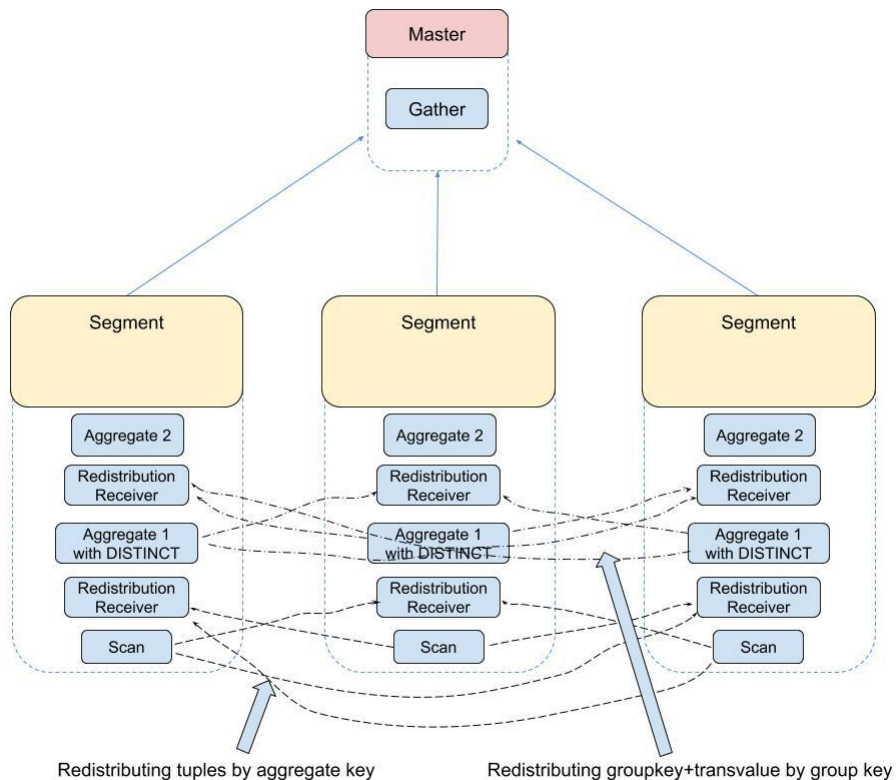 Master
Gather
Segment
Segment
Segment
Aggregate 2
Aggregate 2
Aggregate 2
Redistribution
Receiver
Redistribution
Receiver
Redistribution
Receiver
Aggregate 1
with DISTINCT
Aggregate 1
with DISTINCT
Aggregate 1
with DISTINCT
Redistribution
Receiver
Redistribution
Receiver
Redistribution
Receiver
Scan
Scan
Scan
Redistributing tuples by aggregate key
Redistributing groupkey+transvalue by group key